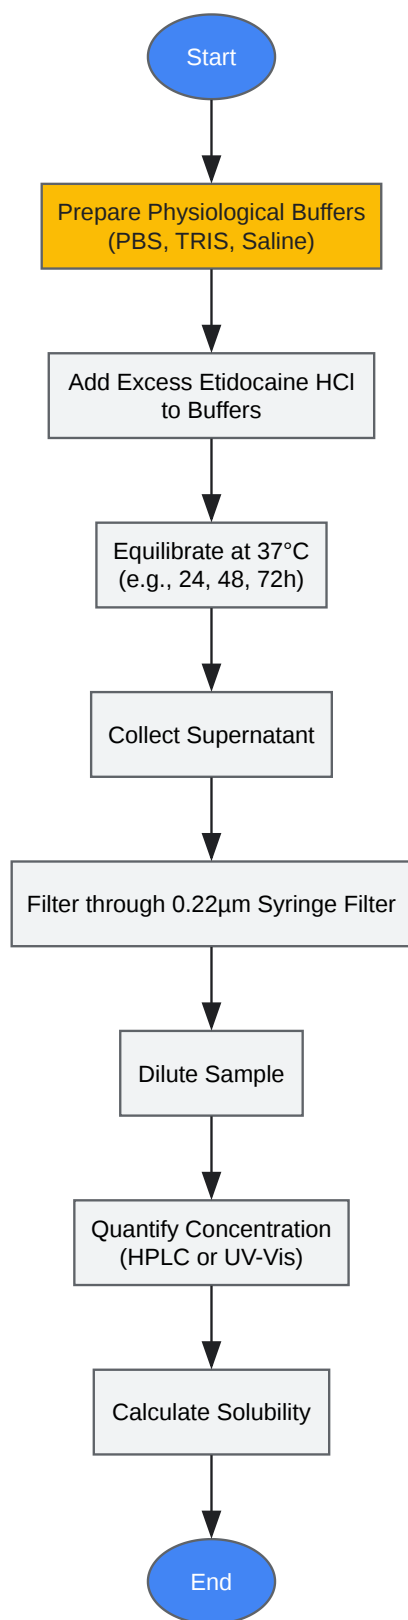 Start
Prepare Physiological Buffers
(PBS, TRIS, Saline)
Add Excess Etidocaine HCl
to Buffers
Equilibrate at 37°C
(e.g., 24, 48, 72h)
Collect Supernatant
Filter through 0.22µm Syringe Filter
Dilute Sample
Quantify Concentration
(HPLC or UV-Vis)
Calculate Solubility
End